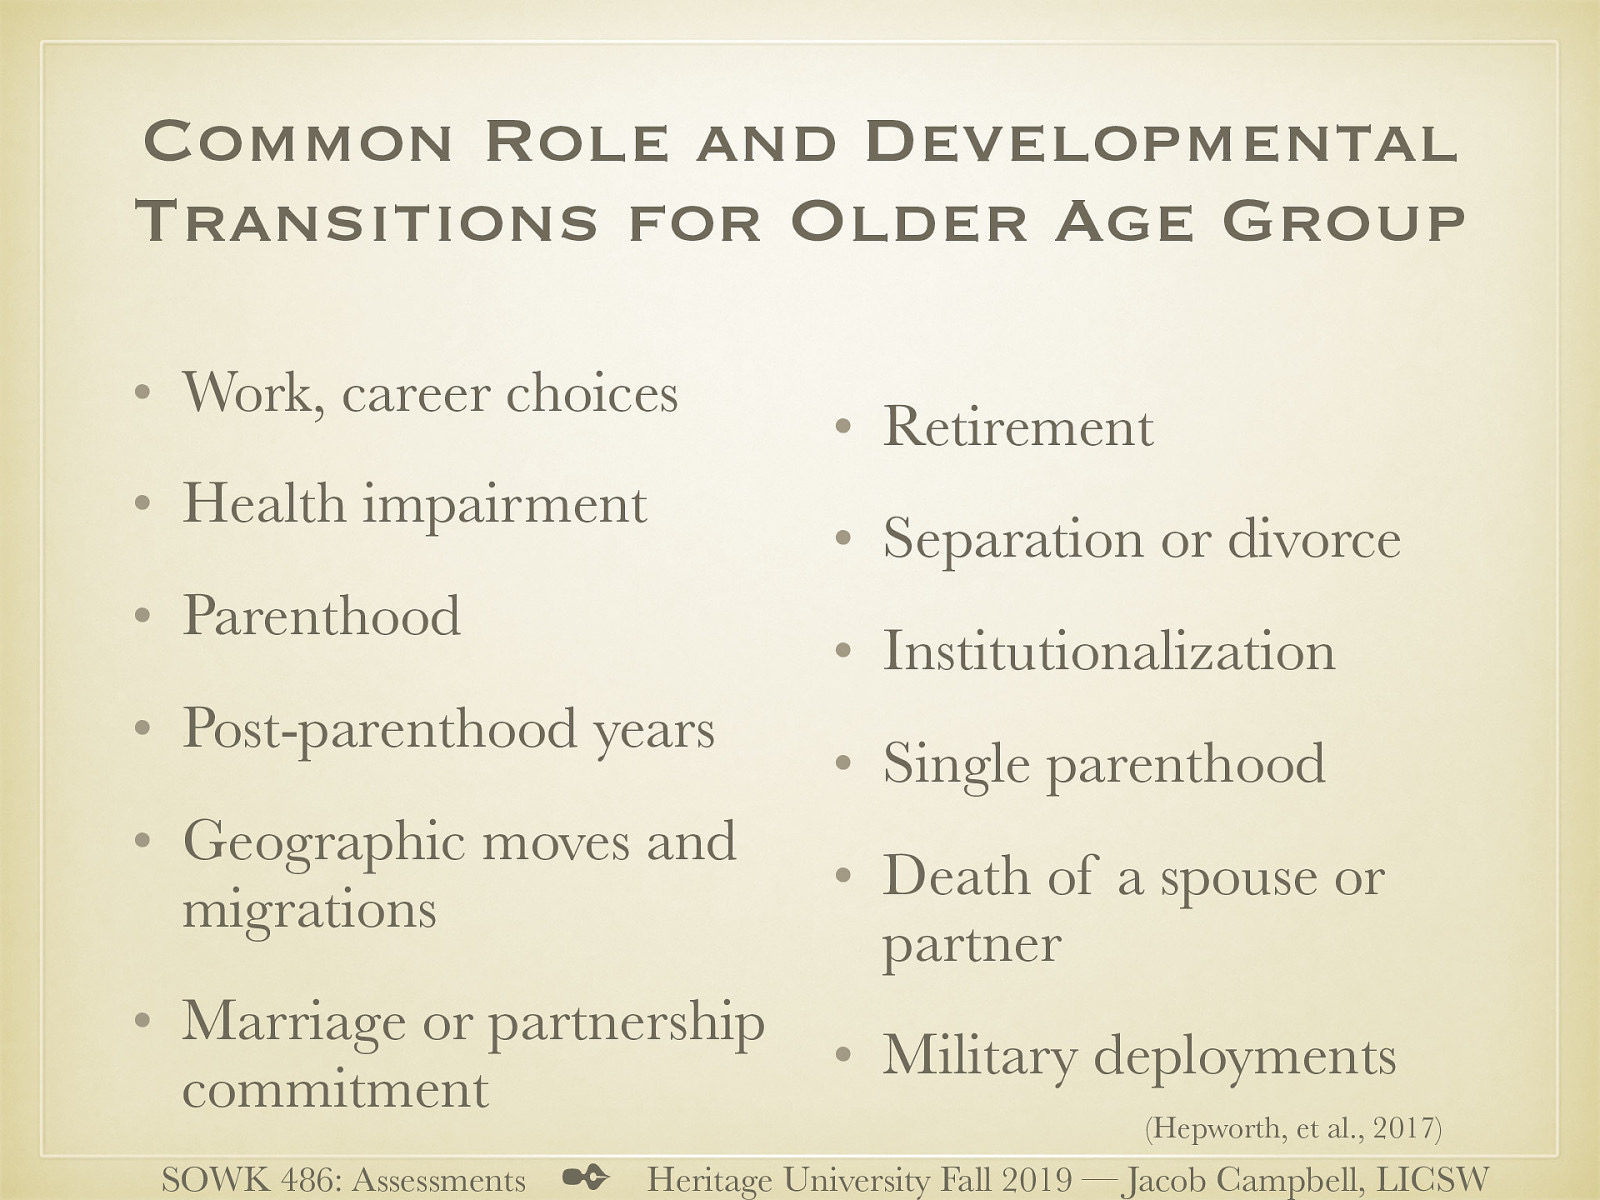 Common Role and Developmental
Transitions for Older Age Group
• Work, career choices
• Health impairment
• Parenthood
• Post-parenthood years
• Geographic moves and
migrations
• Marriage or partnership
commitment
• Retirement
• Separation or divorce
• Institutionalization
• Single parenthood
• Death of a spouse or
partner
• Military deployments
(Hepworth, et al., 2017)
SOWK 486: Assessments ✒ Heritage University Fall 2019 — Jacob Campbell, LICSW